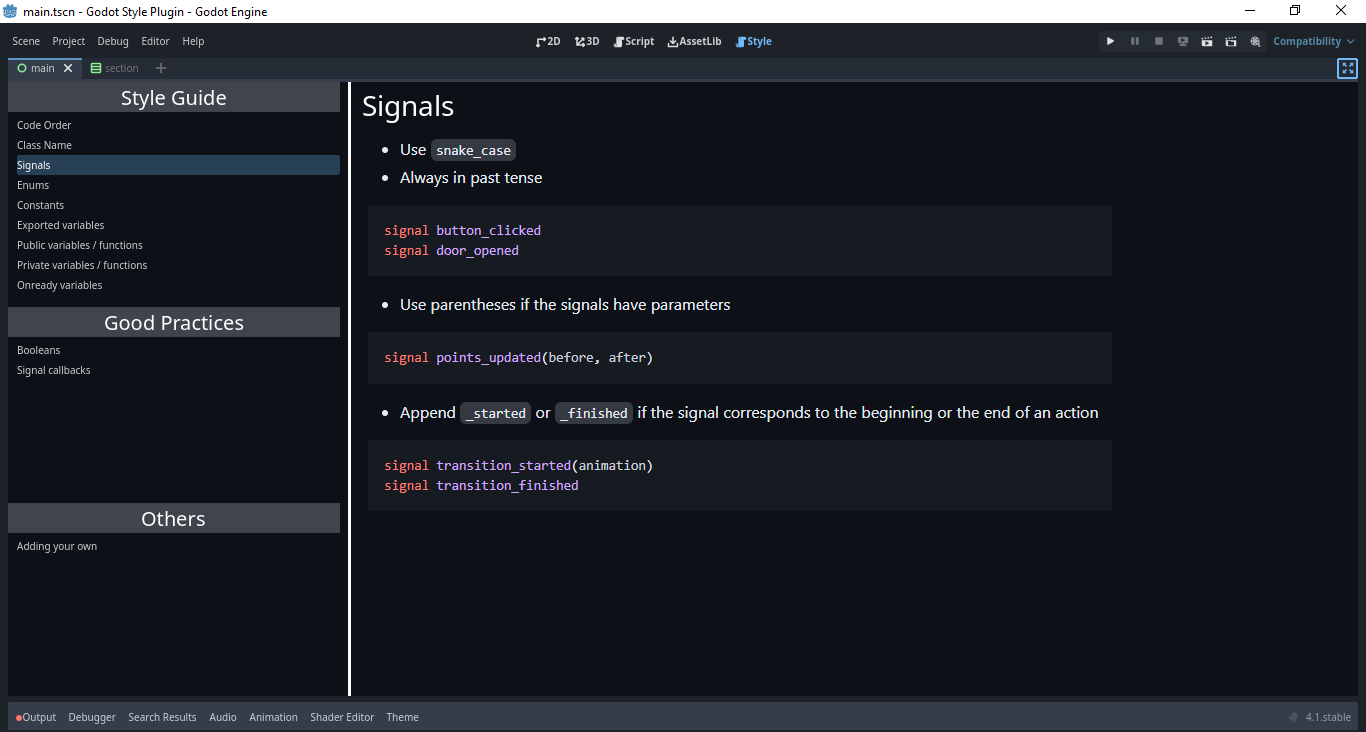 main.tscn - Godot Style Plugin - Godot Engine
Scene Project Debug Editor Help 2D 3D Script AssetLib Style Compatibility
main section
Style Guide
Code Order
Class Name
Signals
Enums
Constants
Exported variables
Public variables / functions
Private variables / functions
Onready variables
Good Practices
Booleans
Signal callbacks
Others
Adding your own
Signals
Use snake_case
Always in past tense
signal button_clicked
signal door_opened
Use parentheses if the signals have parameters
signal points_updated(before, after)
Append _started or _finished if the signal corresponds to the beginning or the end of an action
signal transition_started(animation)
signal transition_finished
Output Debugger Search Results Audio Animation Shader Editor Theme 4.1.stable